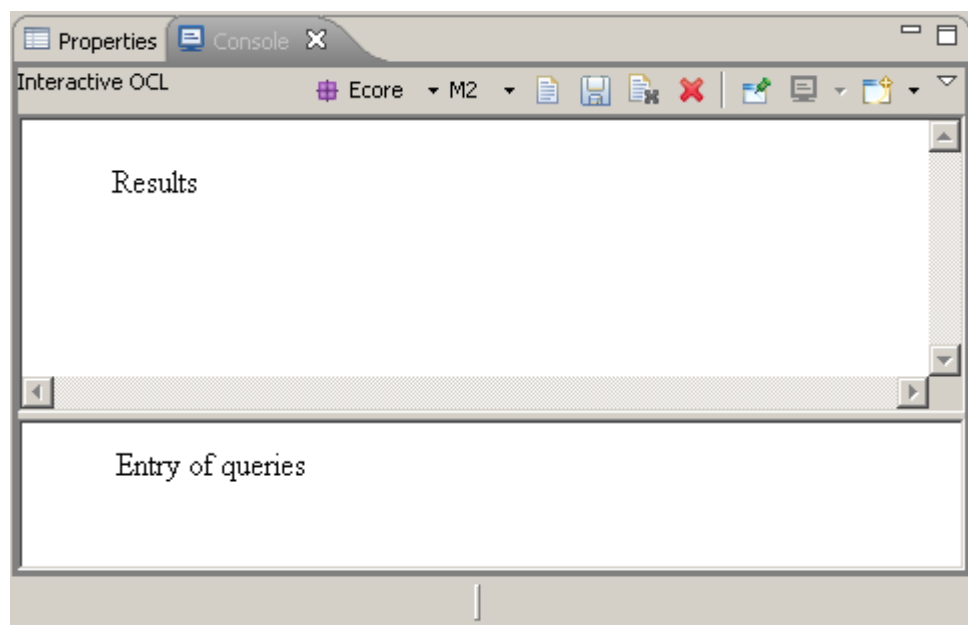 Properties Console
Interactive OCL Ecore M2
Results
Entry of queries